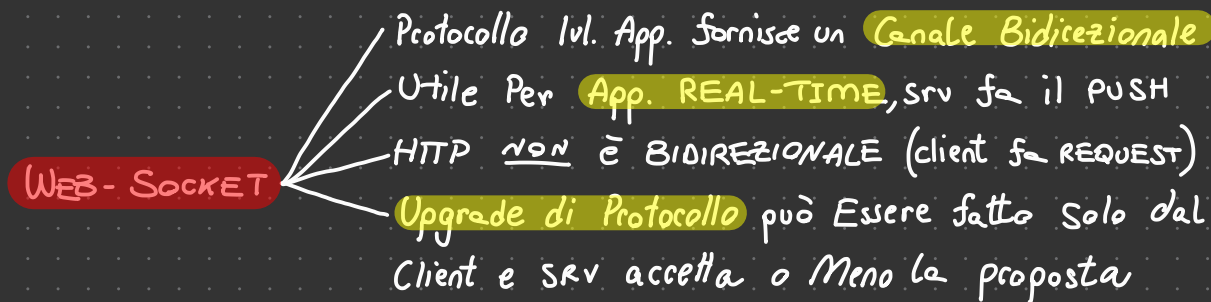 Protocollo lvl. App. fornisce un Canale Bidirezionale
Utile Per App. REAL-TIME, srv fa il PUSH
HTTP NON è BIDIREZIONALE (client fa REQUEST)
WEB-SOCKET
Upgrade di Protocollo può Essere fatto Solo dal
Client e SRV accetta o Meno la proposta